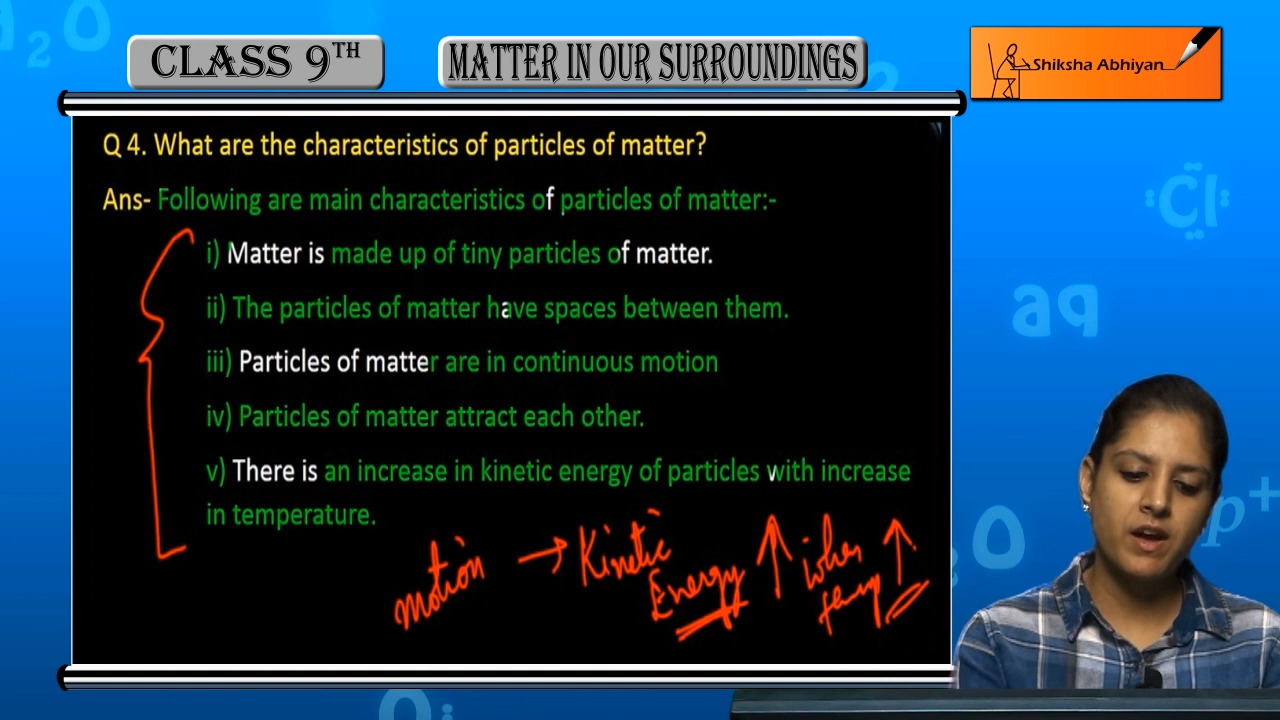 CLASS 9TH
MATTER IN OUR SURROUNDINGS
Shiksha Abhiyan
Q 4. What are the characteristics of particles of matter?
Ans- Following are main characteristics of particles of matter:-
i) Matter is made up of tiny particles of matter.
ii) The particles of matter have spaces between them.
iii) Particles of matter are in continuous motion
iv) Particles of matter attract each other.
v) There is an increase in kinetic energy of particles with increase
in temperature.
motion → Kinetic
Energy ↑ when
temp ↑
2O
Cl
aq
p+